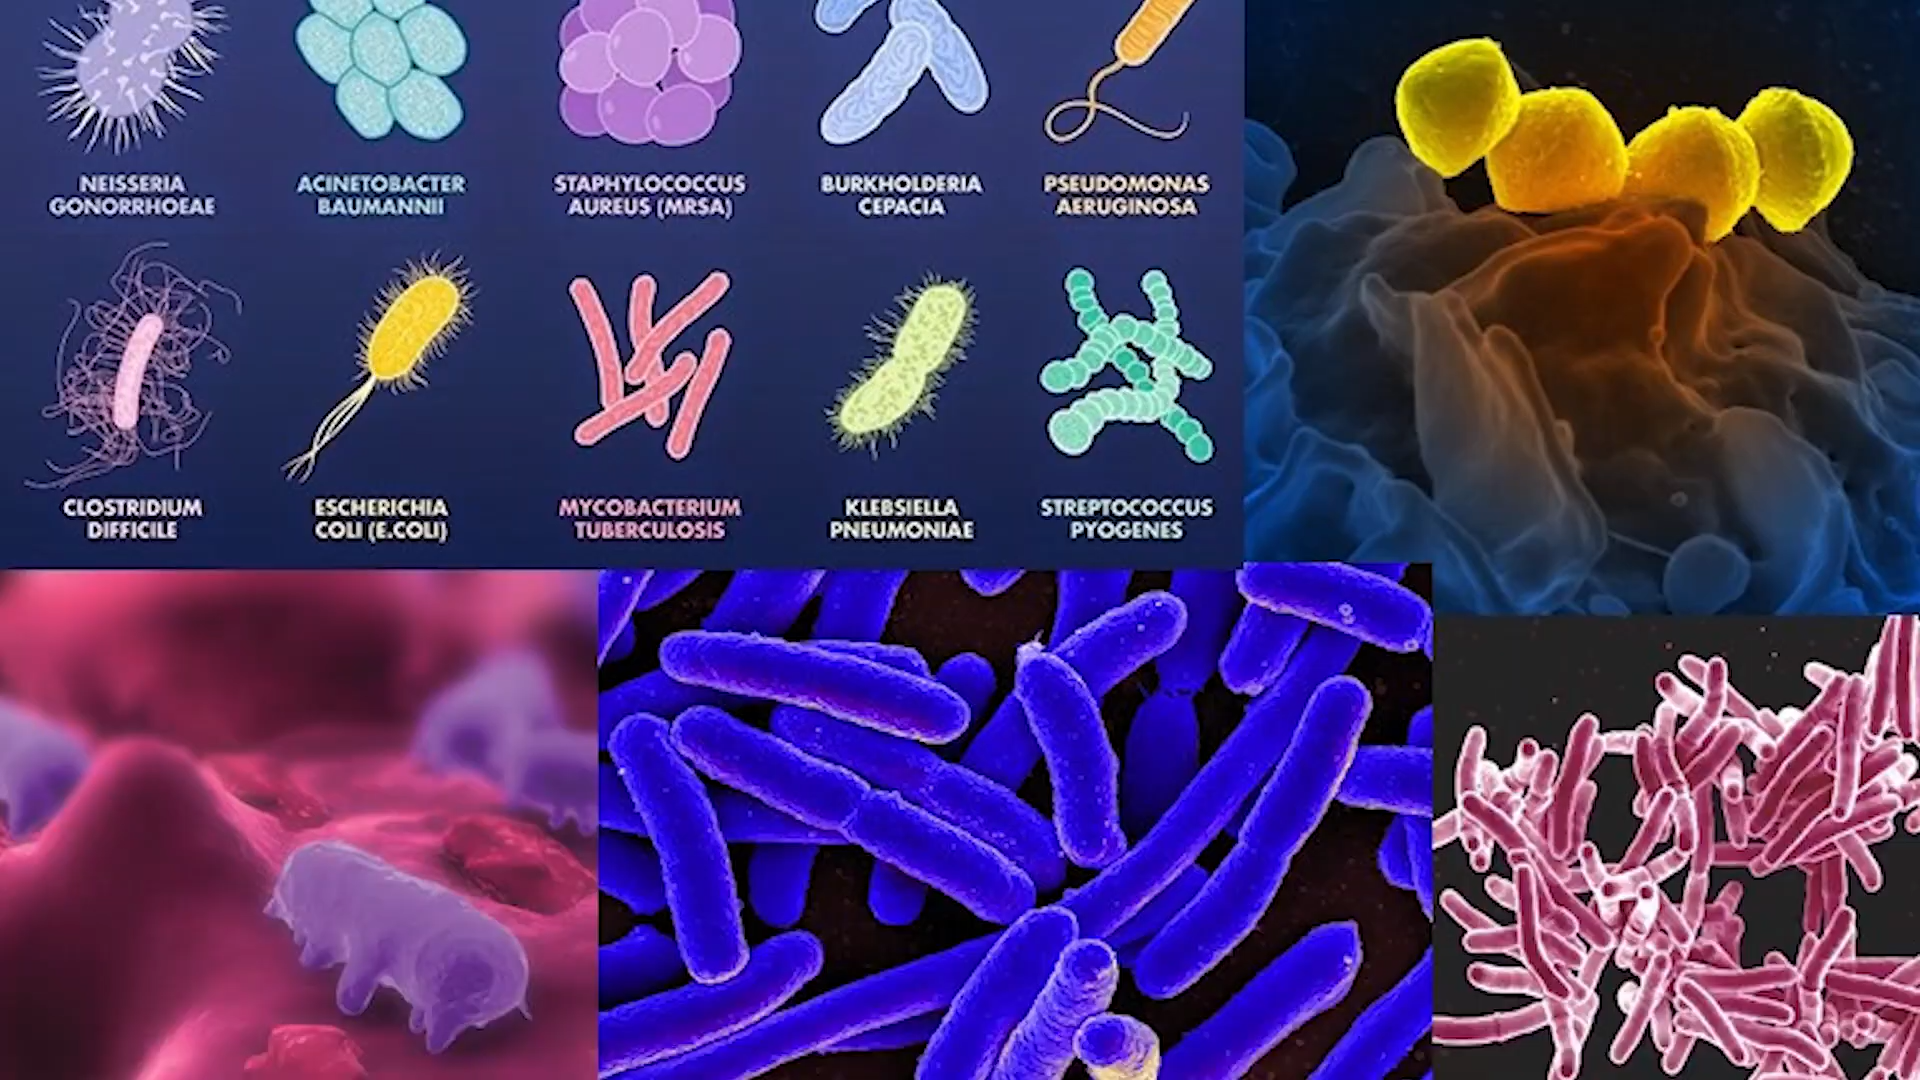 NEISSERIA
GONORRHOEAE
ACINETOBACTER
BAUMANNII
STAPHYLOCOCCUS
AUREUS (MRSA)
BURKHOLDERIA
CEPACIA
PSEUDOMONAS
AERUGINOSA
CLOSTRIDIUM
DIFFICILE
ESCHERICHIA
COLI (E.COLI)
MYCOBACTERIUM
TUBERCULOSIS
KLEBSIELLA
PNEUMONIAE
STREPTOCOCCUS
PYOGENES